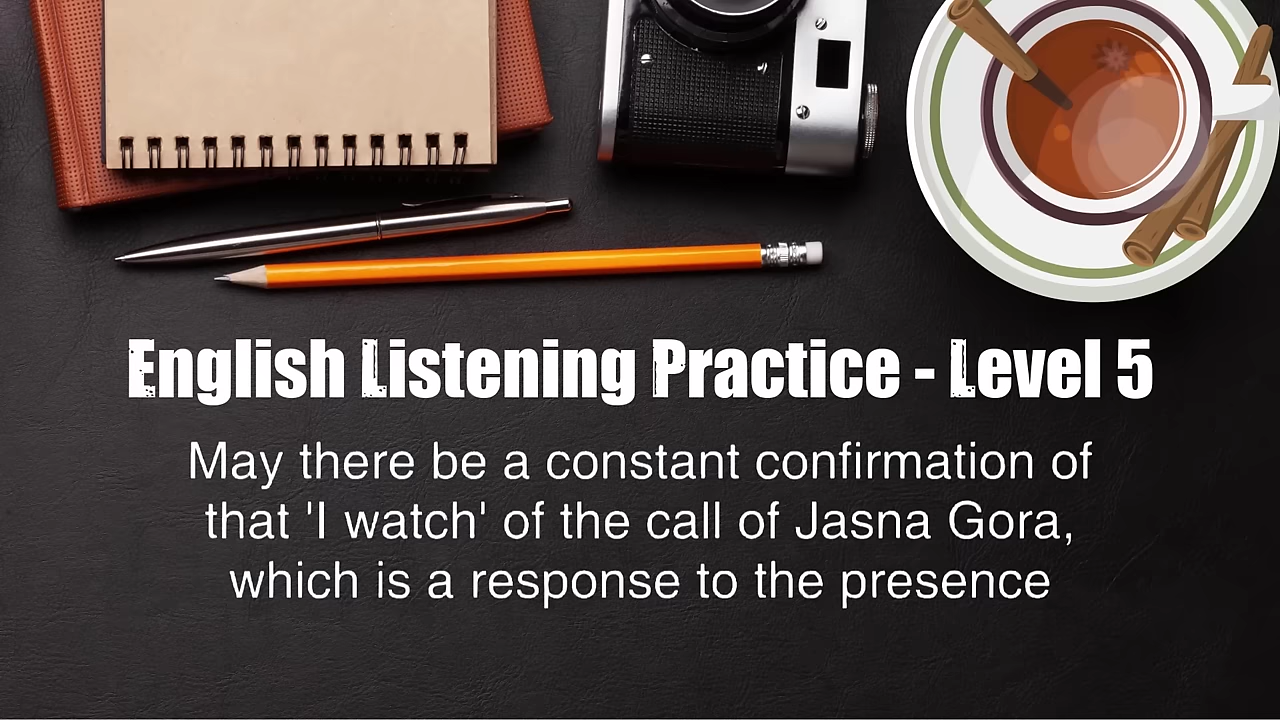 English Listening Practice - Level 5
May there be a constant confirmation of
that 'I watch' of the call of Jasna Gora,
which is a response to the presence